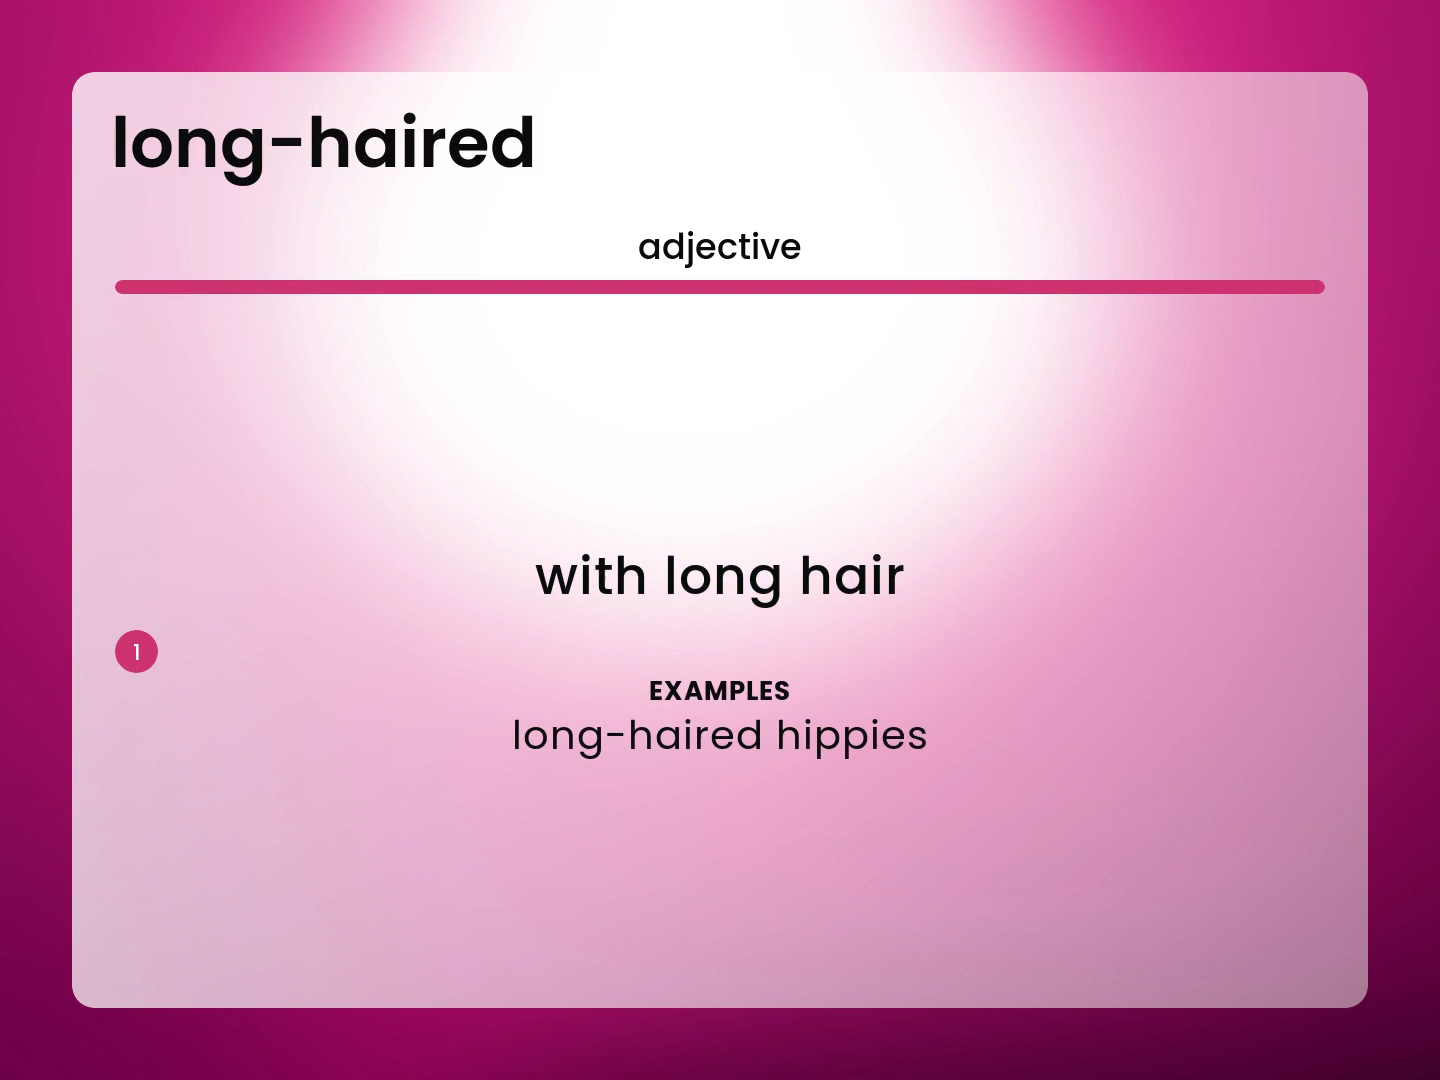 long-haired
adjective
with long hair
1
EXAMPLES
long-haired hippies